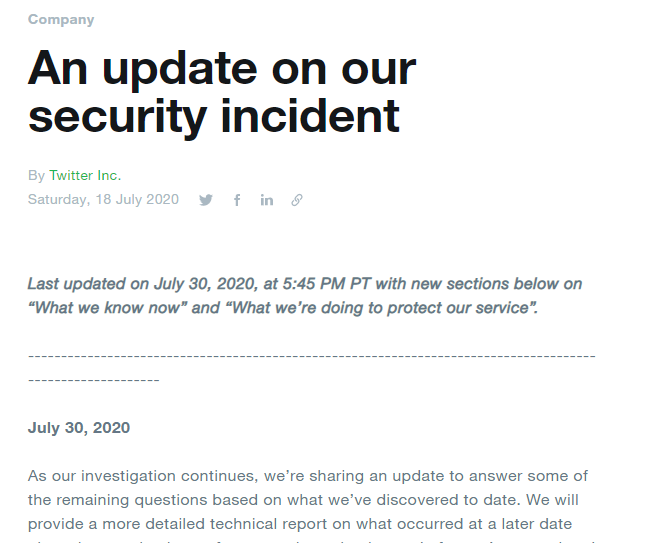 Company
An update on our
security incident
By Twitter Inc.
Saturday, 18 July 2020
Last updated on July 30, 2020, at 5:45 PM PT with new sections below on
“What we know now” and “What we’re doing to protect our service”.
--------------------------------------------------------------------------------------
--------------------
July 30, 2020
As our investigation continues, we’re sharing an update to answer some of
the remaining questions based on what we’ve discovered to date. We will
provide a more detailed technical report on what occurred at a later date